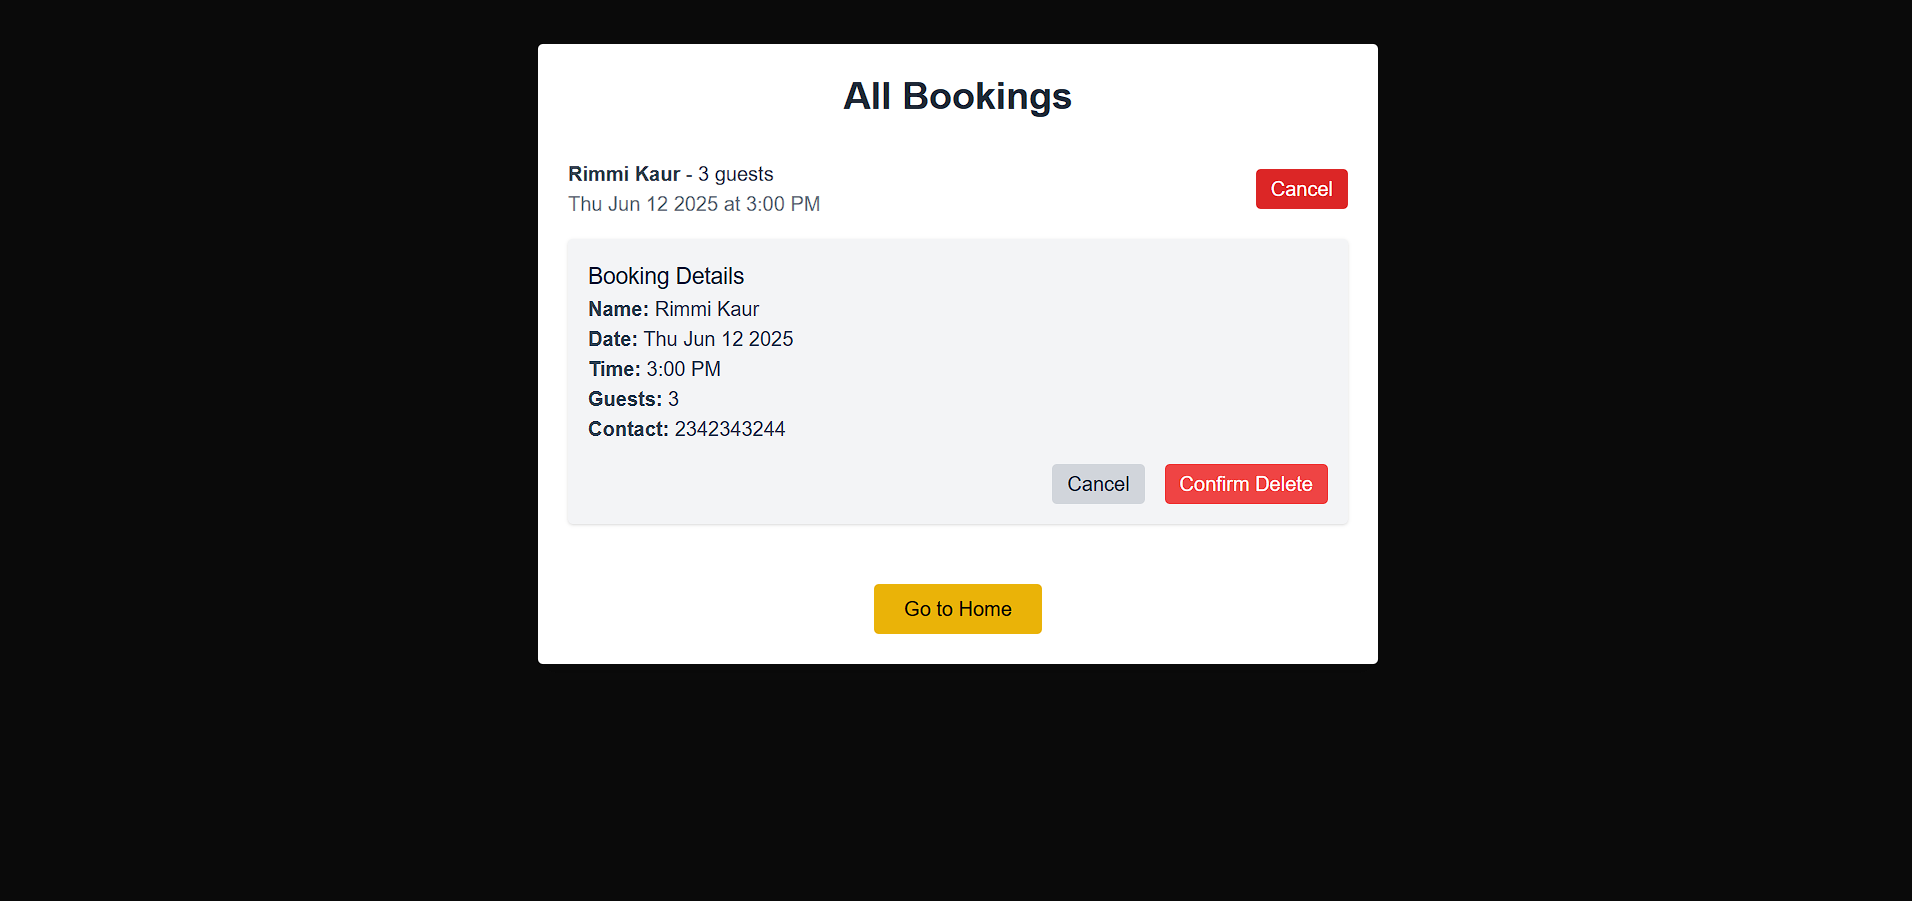 All Bookings
Rimmi Kaur - 3 guests
Thu Jun 12 2025 at 3:00 PM
Cancel
Booking Details
Name: Rimmi Kaur
Date: Thu Jun 12 2025
Time: 3:00 PM
Guests: 3
Contact: 2342343244
Cancel
Confirm Delete
Go to Home